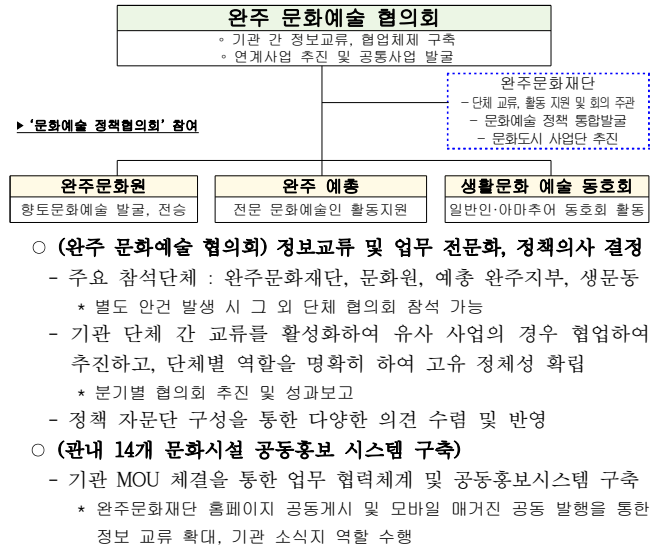 완주 문화예술 협의회
◦ 기관 간 정보교류, 협업체제 구축
◦ 연계사업 추진 및 공통사업 발굴
완주문화재단
- 단체 교류, 활동 지원 및 회의 주관
- 문화예술 정책 통합발굴
- 문화도시 사업단 추진
▶ '문화예술 정책협의회' 참여
완주문화원
향토문화예술 발굴, 전승
완주 예총
전문 문화예술인 활동지원
생활문화 예술 동호회
일반인·아마추어 동호회 활동
○ (완주 문화예술 협의회) 정보교류 및 업무 전문화, 정책의사 결정
- 주요 참석단체 : 완주문화재단, 문화원, 예총 완주지부, 생문동
* 별도 안건 발생 시 그 외 단체 협의회 참석 가능
- 기관 단체 간 교류를 활성화하여 유사 사업의 경우 협업하여
추진하고, 단체별 역할을 명확히 하여 고유 정체성 확립
* 분기별 협의회 추진 및 성과보고
- 정책 자문단 구성을 통한 다양한 의견 수렴 및 반영
○ (관내 14개 문화시설 공동홍보 시스템 구축)
- 기관 MOU 체결을 통한 업무 협력체계 및 공동홍보시스템 구축
* 완주문화재단 홈페이지 공동게시 및 모바일 매거진 공동 발행을 통한
정보 교류 확대, 기관 소식지 역할 수행